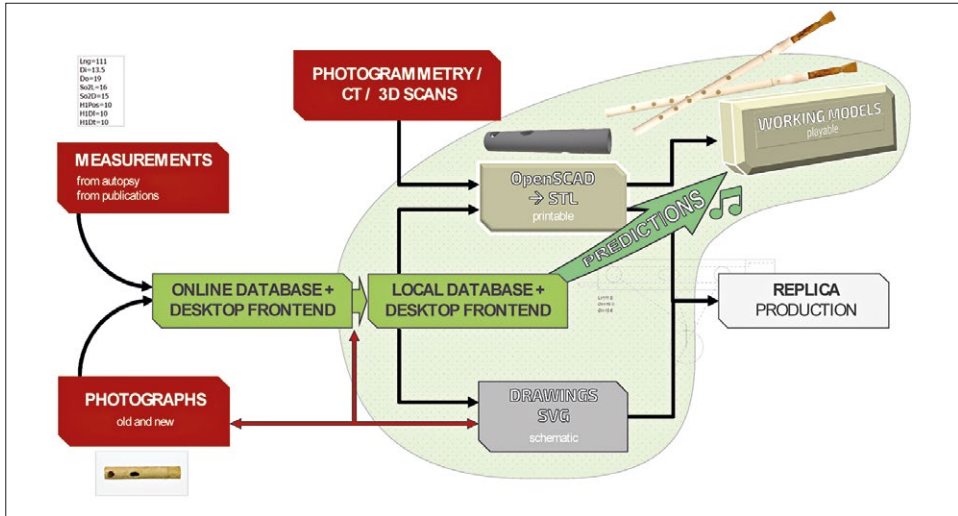 Lng=111
Di=13.5
Do=19
So2L=16
So2D=15
H1Pos=10
H1Dl=10
H1Dt=10
PHOTOGRAMMETRY /
CT / 3D SCANS
WORKING MODELS
playable
MEASUREMENTS
from autopsy
from publications
OpenSCAD
→ STL
printable
PREDICTIONS
ONLINE DATABASE +
DESKTOP FRONTEND
LOCAL DATABASE +
DESKTOP FRONTEND
REPLICA
PRODUCTION
PHOTOGRAPHS
old and new
DRAWINGS
SVG
schematic